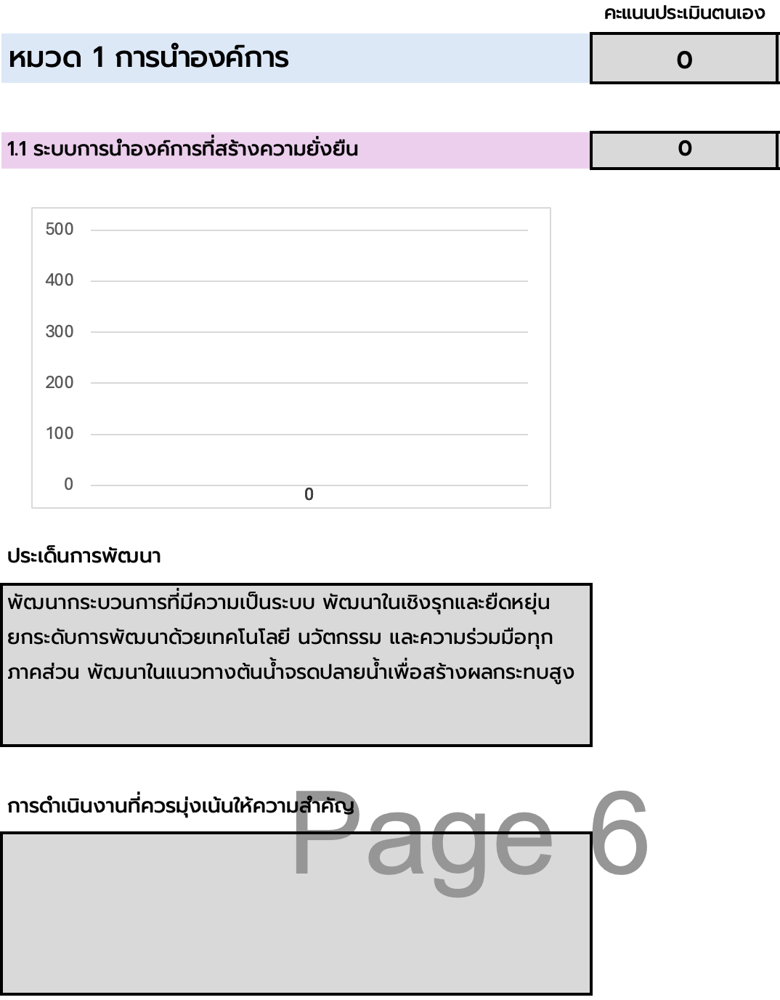 คะแนนประเมินตนเอง
หมวด 1 การนำองค์การ
0
1.1 ระบบการนำองค์การที่สร้างความยั่งยืน
0
500
400
300
200
100
0
0
ประเด็นการพัฒนา
พัฒนากระบวนการที่มีความเป็นระบบ พัฒนาในเชิงรุกและยืดหยุ่น
ยกระดับการพัฒนาด้วยเทคโนโลยี นวัตกรรม และความร่วมมือทุก
ภาคส่วน พัฒนาในแนวทางต้นน้ำจรดปลายน้ำเพื่อสร้างผลกระทบสูง
การดำเนินงานที่ควรมุ่งเน้นให้ความสำคัญ
Page 6